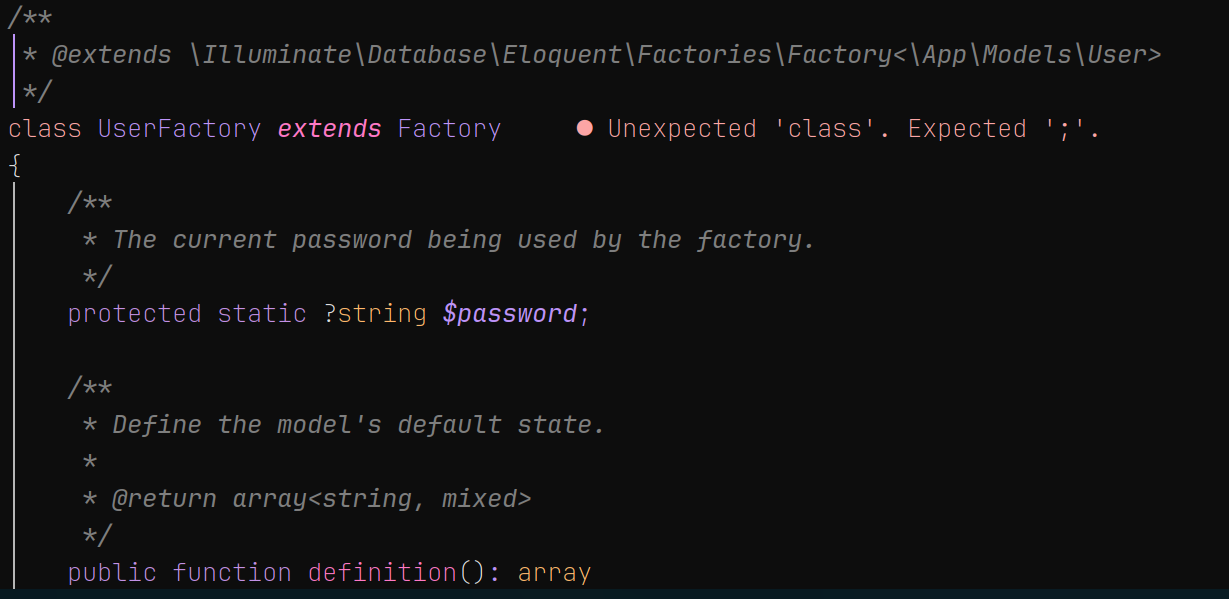 /**
 * @extends \Illuminate\Database\Eloquent\Factories\Factory<\App\Models\User>
 */
class UserFactory extends Factory     ● Unexpected 'class'. Expected ';'.
{
    /**
     * The current password being used by the factory.
     */
    protected static ?string $password;

    /**
     * Define the model's default state.
     *
     * @return array<string, mixed>
     */
    public function definition(): array